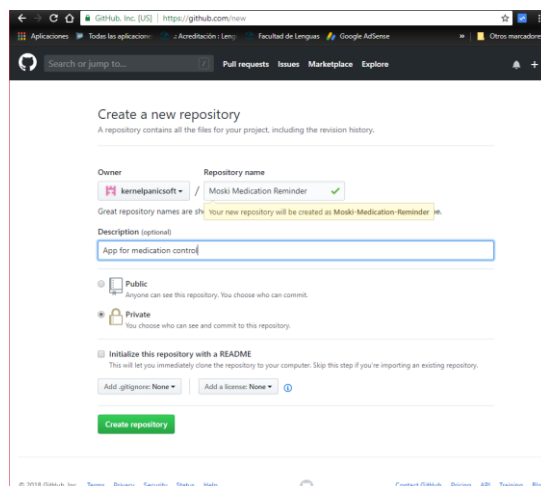 GitHub, Inc. [US] | https://github.com/new
Aplicaciones Todas las aplicacione Acreditación : Leng Facultad de Lenguas Google AdSense » Otros marcadores
Search or jump to... / Pull requests Issues Marketplace Explore
Create a new repository
A repository contains all the files for your project, including the revision history.
Owner Repository name
kernelpanicsoft / Moski Medication Reminder
Great repository names are sh Your new repository will be created as Moski-Medication-Reminder
Description (optional)
App for medication control
Public
Anyone can see this repository. You choose who can commit.
Private
You choose who can see and commit to this repository.
Initialize this repository with a README
This will let you immediately clone the repository to your computer. Skip this step if you're importing an existing repository.
Add .gitignore: None Add a license: None
Create repository
© 2018 GitHub, Inc. Terms Privacy Security Status Help Contact GitHub Pricing API Training